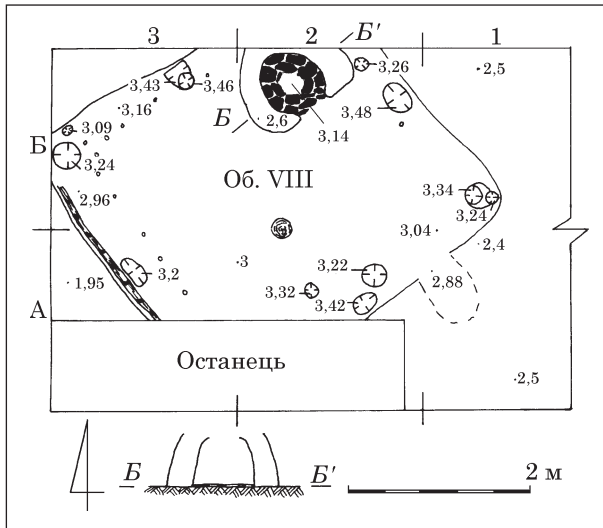 3 2 Б' 1
3,26 2,5
3,43 3,46
3,16 3,48
Б 2,6 3,14
3,09
Б
3,24 Об. VIII
2,96 3,34
3,24
3,04
2,4
3 3,22
1,95 3,2 2,88
3,32
3,42
А
Останець
2,5
Б Б' 2 м